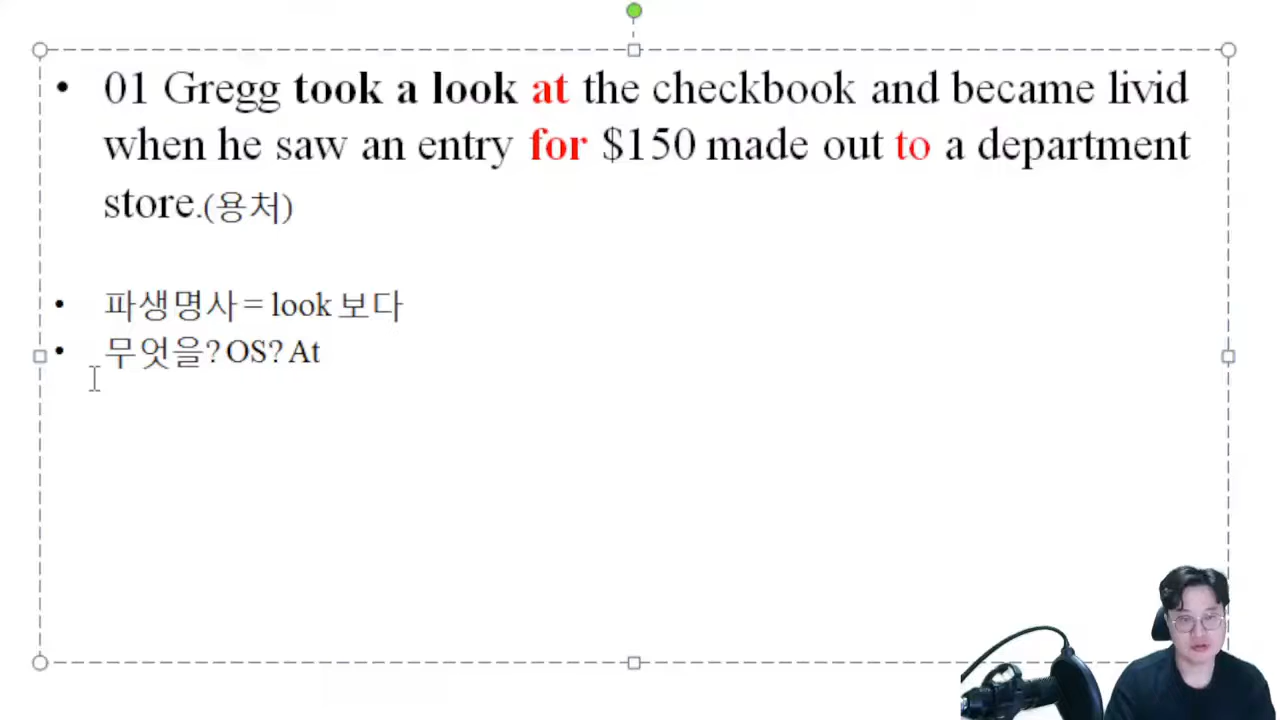 • 01 Gregg took a look at the checkbook and became livid
when he saw an entry for $150 made out to a department
store.(용처)
• 파생명사 = look 보다
• 무엇을? OS? At